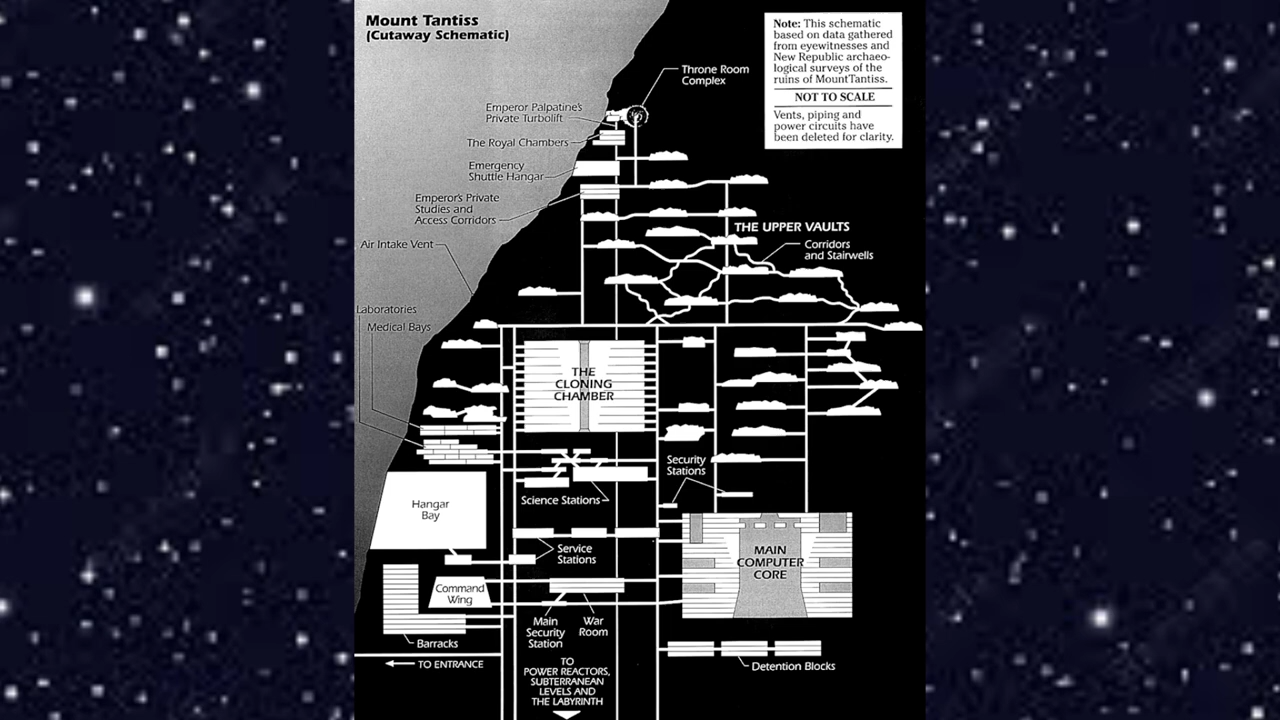 Mount Tantiss
(Cutaway Schematic)
Note: This schematic
based on data gathered
from eyewitnesses and
New Republic archaeo-
logical surveys of the
ruins of MountTantiss.
NOT TO SCALE
Vents, piping and
power circuits have
been deleted for clarity.
Throne Room
Complex
Emperor Palpatine's
Private Turbolift
The Royal Chambers
Emergency
Shuttle Hangar
Emperor's Private
Studies and
Access Corridors
THE UPPER VAULTS
Corridors
and Stairwells
Air Intake Vent
Laboratories
Medical Bays
THE
CLONING
CHAMBER
Security
Stations
Science Stations
Hangar
Bay
Service
Stations
MAIN
COMPUTER
CORE
Command
Wing
Main
Security
Station
War
Room
Barracks
TO ENTRANCE
TO
POWER REACTORS,
SUBTERRANEAN
LEVELS AND
THE LABYRINTH
Detention Blocks